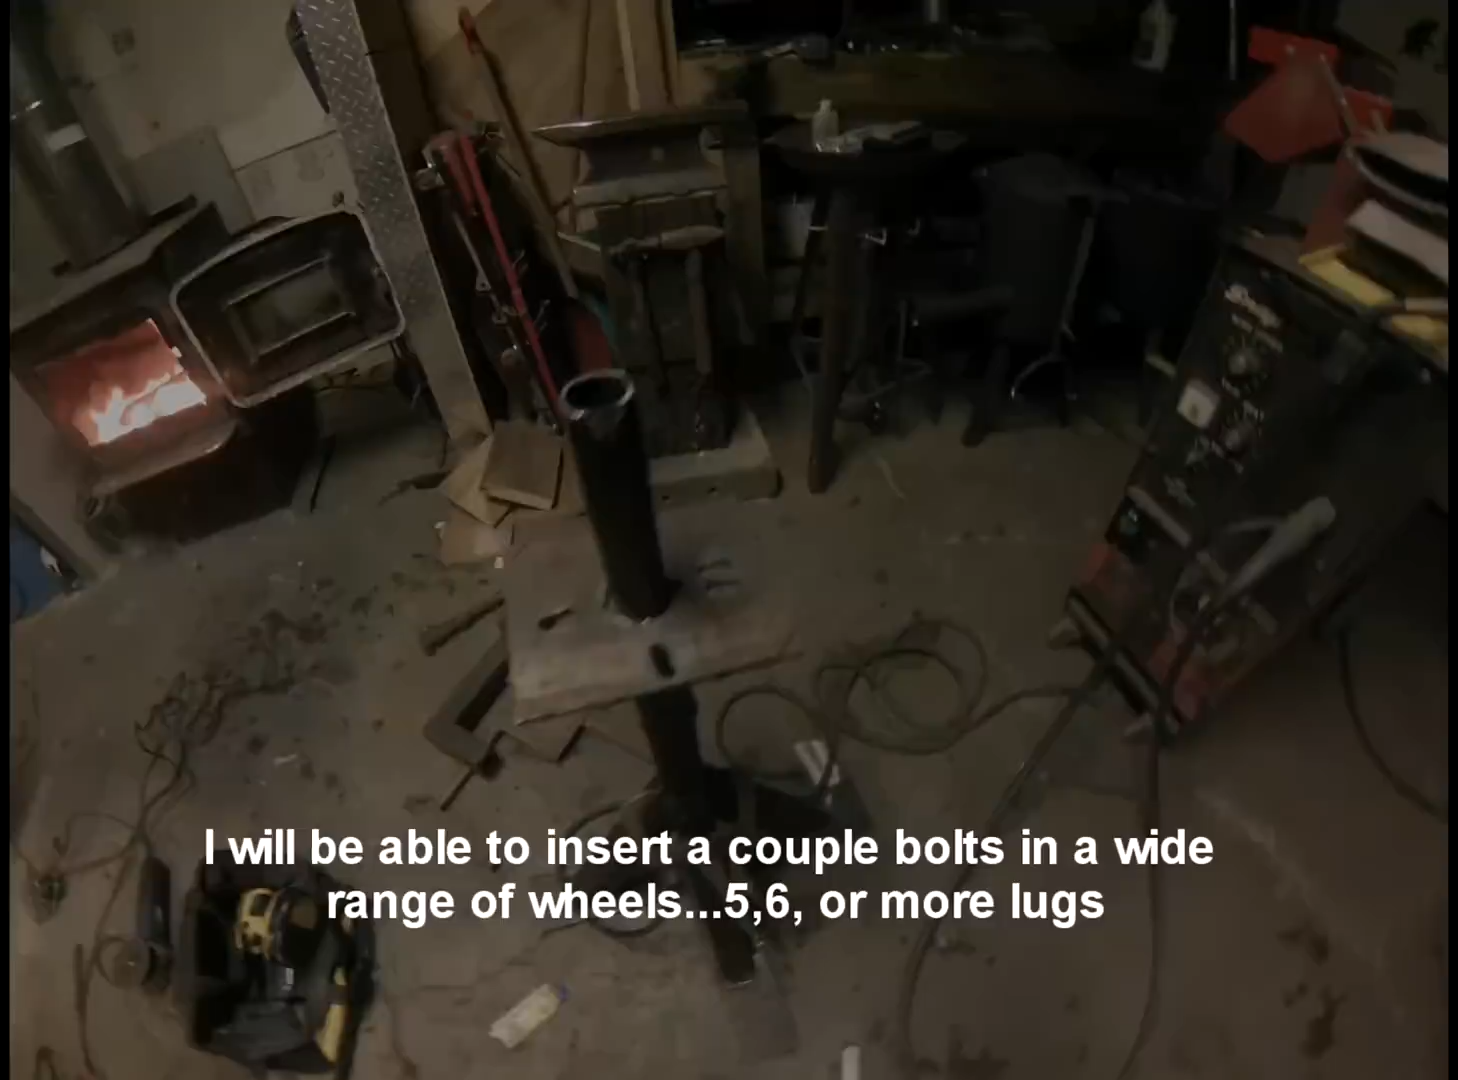 I will be able to insert a couple bolts in a wide
range of wheels...5,6, or more lugs